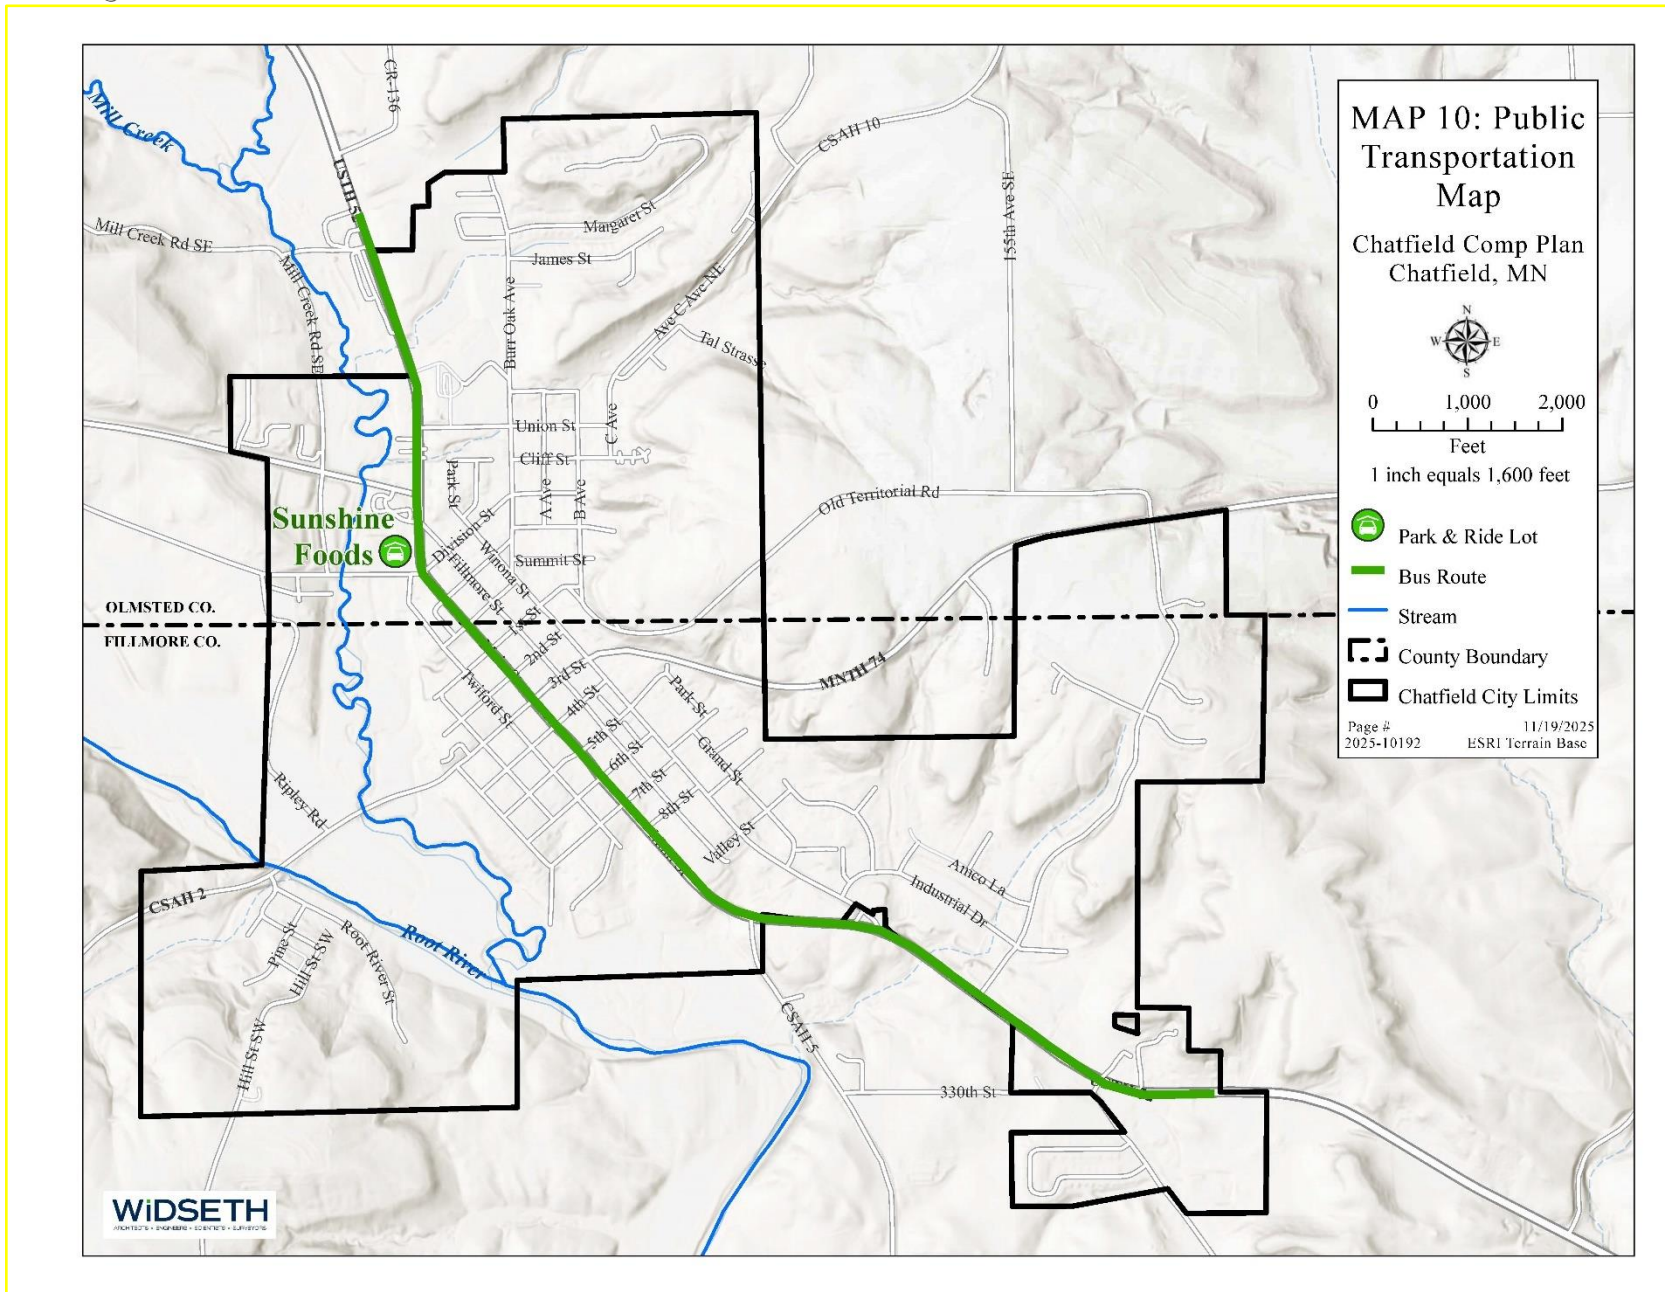 MAP 10: Public
Transportation
Map
Chatfield Comp Plan
Chatfield, MN
N
W
E
S
0
1,000
2,000
Feet
1 inch equals 1,600 feet
Park & Ride Lot
Bus Route
Stream
County Boundary
Chatfield City Limits
Page #
11/19/2025
2025-10192
ESRI Terrain Base
Mill Creek
CR-136
USTH 52
CSAH 10
155th Ave SE
Mill Creek Rd SE
Margaret St
James St
Mill Creek Rd SE
Burr Oak Ave
Ave C Ave NE
Tal Strasse
Union St
C Ave
Cliff St
Park St
A Ave
B Ave
Old Territorial Rd
Sunshine
Foods
Division St
Winona St
Fillmore St
Summit St
OLMSTED CO.
FILLMORE CO.
1st St
2nd St
3rd St
MNTH 74
Twiford St
4th St
Park St
5th St
6th St
Grand St
7th St
8th St
Ripley Rd
Valley St
Amco La
Industrial Dr
CSAH 2
Pine St
Hill St SW
Root River St
Root River
CSAH 5
Hill St SW
330th St
WiDSETH
ARCHITECTS • ENGINEERS • SCIENTISTS • SURVEYORS